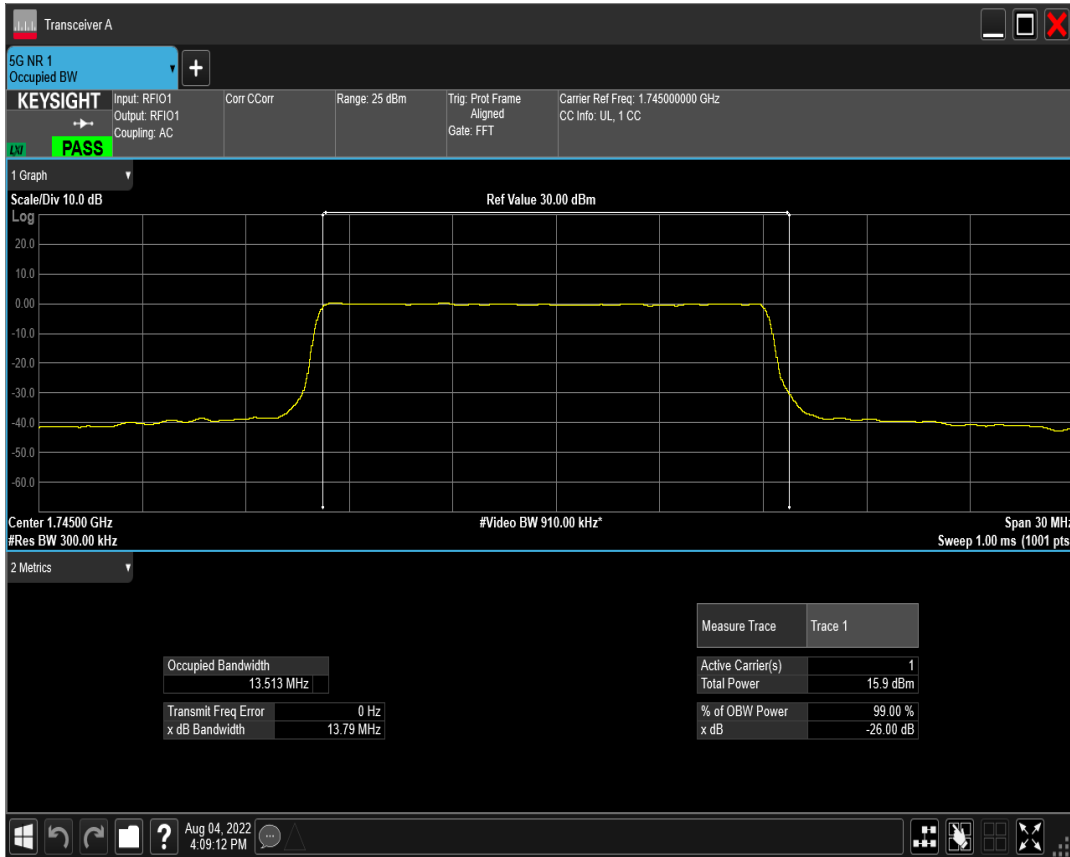 Transceiver A
5G NR 1
Occupied BW
KEYSIGHT
LXI
PASS
Input: RFIO1
Output: RFIO1
Coupling: AC
Corr CCorr
Range: 25 dBm
Trig: Prot Frame
Aligned
Gate: FFT
Carrier Ref Freq: 1.745000000 GHz
CC Info: UL, 1 CC
1 Graph
Scale/Div 10.0 dB
Ref Value 30.00 dBm
Log
20.0
10.0
0.00
-10.0
-20.0
-30.0
-40.0
-50.0
-60.0
Center 1.74500 GHz
#Video BW 910.00 kHz*
Span 30 MHz
#Res BW 300.00 kHz
Sweep 1.00 ms (1001 pts
2 Metrics
Measure Trace Trace 1
Occupied Bandwidth
13.513 MHz
Active Carrier(s) 1
Total Power 15.9 dBm
Transmit Freq Error 0 Hz
x dB Bandwidth 13.79 MHz
% of OBW Power 99.00 %
x dB -26.00 dB
Aug 04, 2022
4:09:12 PM